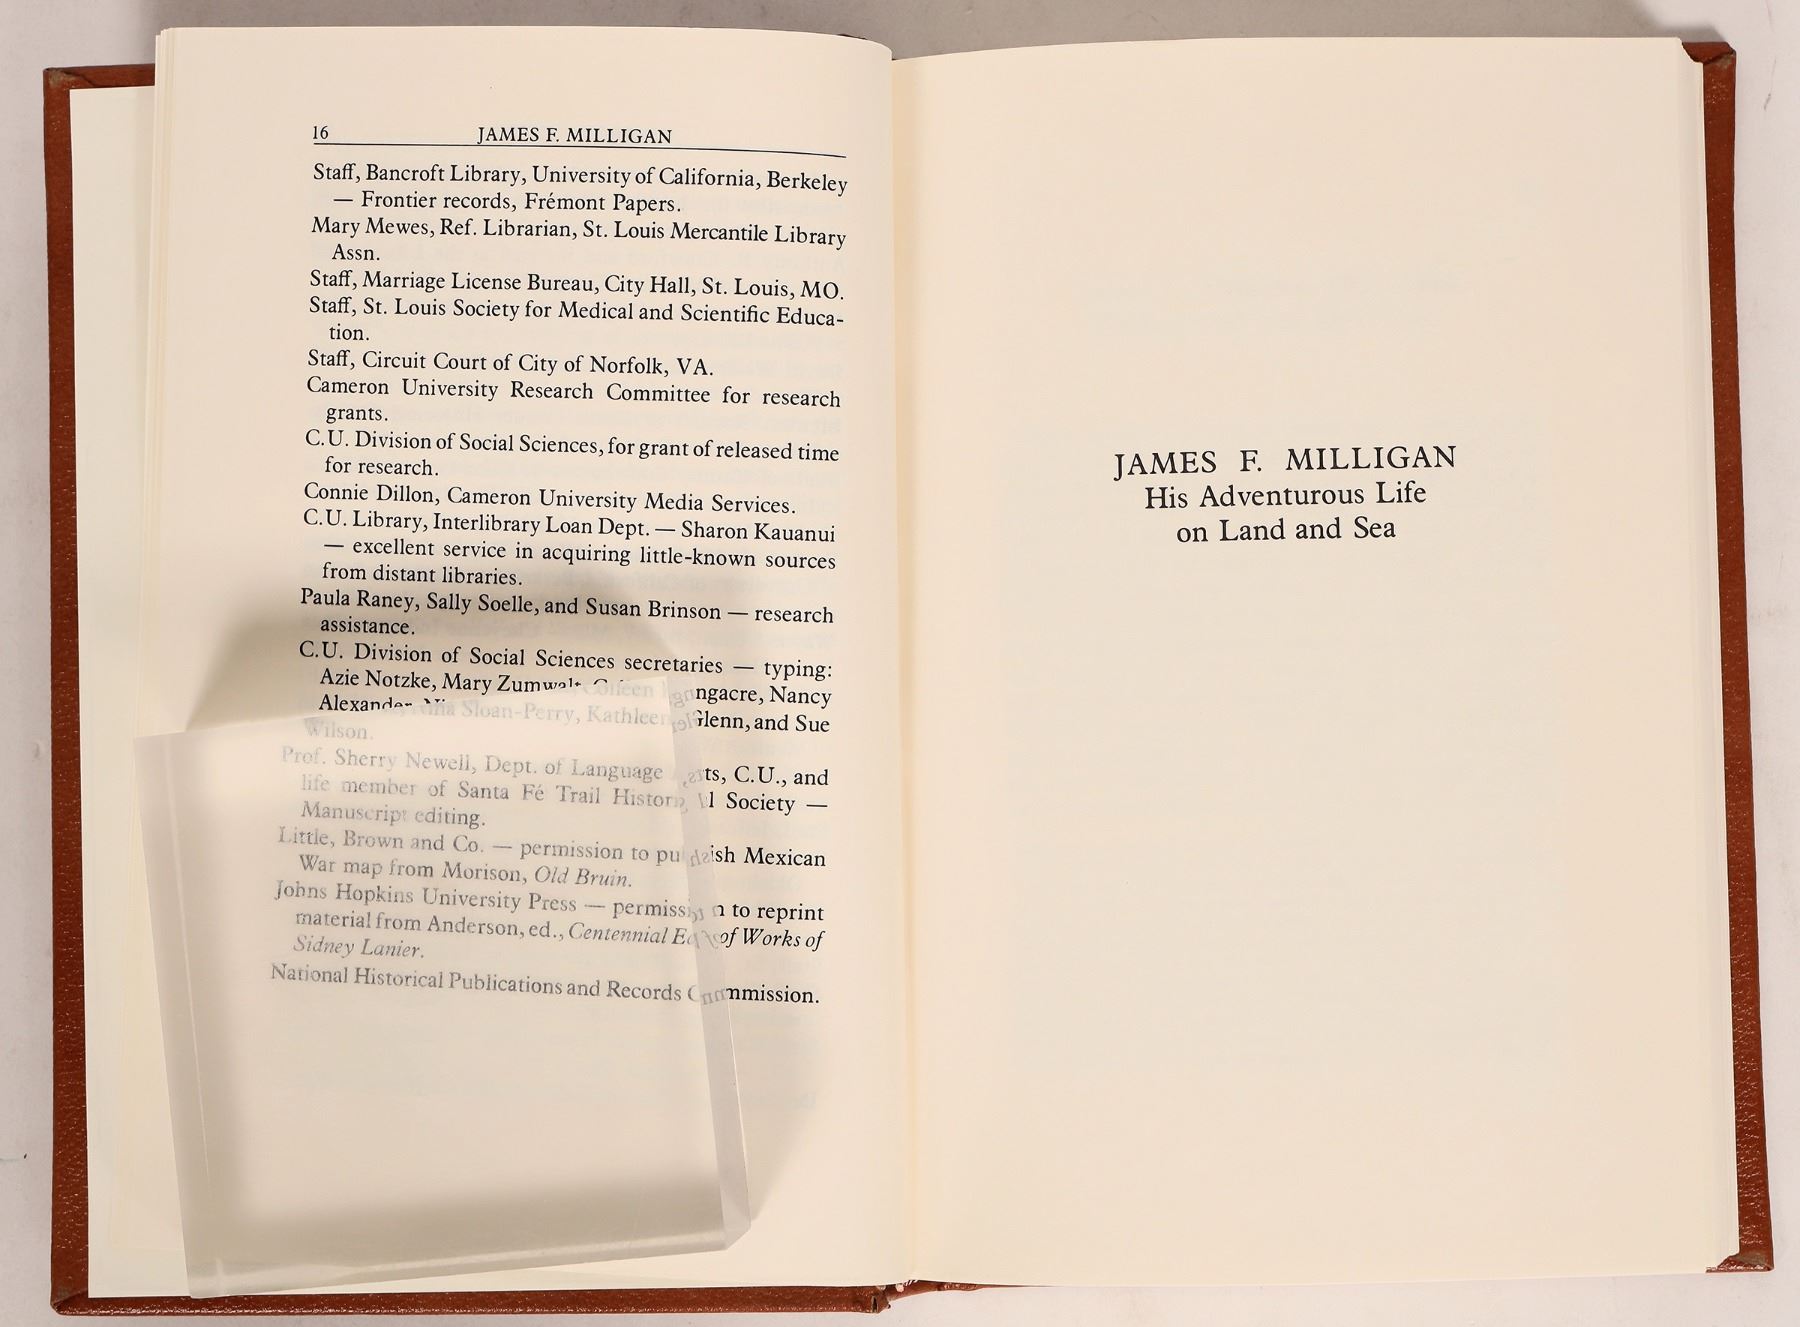 16 JAMES F. MILLIGAN
Staff, Bancroft Library, University of California, Berkeley
— Frontier records, Frémont Papers.
Mary Mewes, Ref. Librarian, St. Louis Mercantile Library
Assn.
Staff, Marriage License Bureau, City Hall, St. Louis, MO.
Staff, St. Louis Society for Medical and Scientific Educa-
tion.
Staff, Circuit Court of City of Norfolk, VA.
Cameron University Research Committee for research
grants.
C.U. Division of Social Sciences, for grant of released time
for research.
Connie Dillon, Cameron University Media Services.
C.U. Library, Interlibrary Loan Dept. — Sharon Kauanui
— excellent service in acquiring little-known sources
from distant libraries.
Paula Raney, Sally Soelle, and Susan Brinson — research
assistance.
C.U. Division of Social Sciences secretaries — typing:
Azie Notzke, Mary Zumwalt, Colleen Nancy
Alexander, Sloan-Perry, Kathleen Glenn, and Sue
Wilson.
Prof. Sherry Newell, Dept. of Language Arts, C.U., and
life member of Santa Fé Trail Historical Society —
Manuscript editing.
Little, Brown and Co. — permission to publish Mexican
War map from Morison, Old Bruin.
Johns Hopkins University Press — permission to reprint
material from Anderson, ed., Centennial of Works of
Sidney Lanier.
National Historical Publications and Records Commission.
JAMES F. MILLIGAN
His Adventurous Life
on Land and Sea